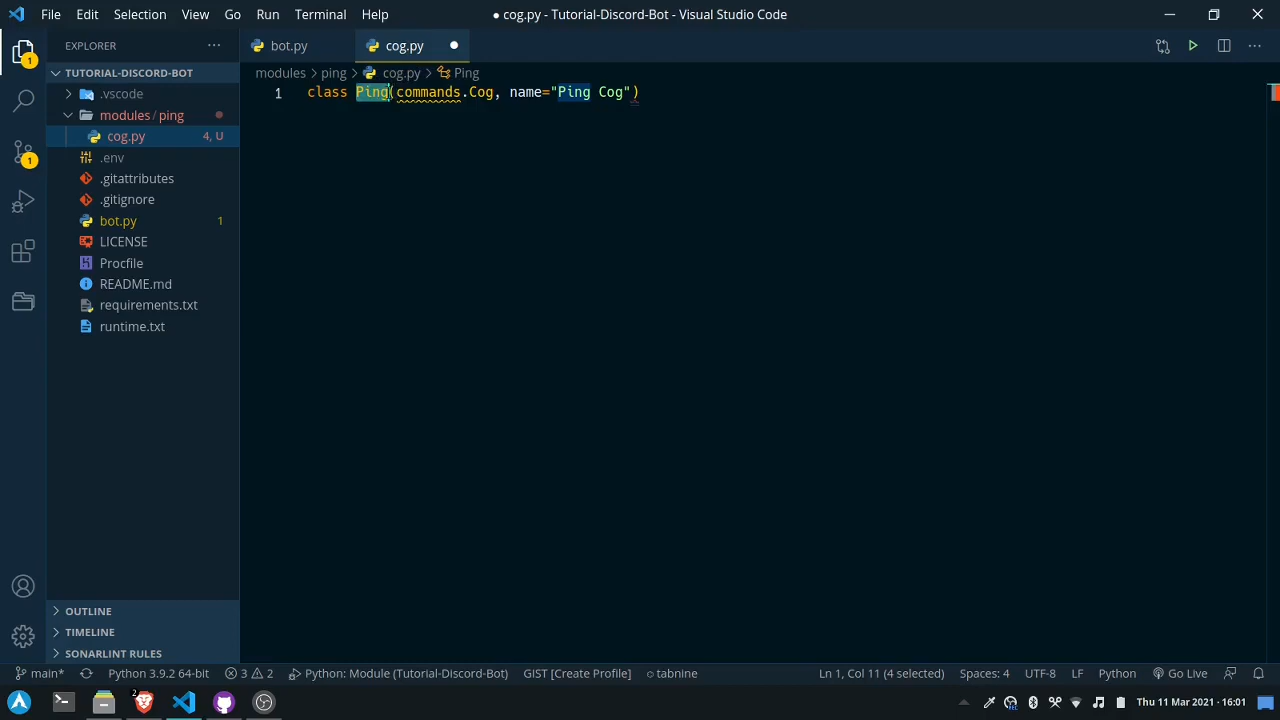 File Edit Selection View Go Run Terminal Help
● cog.py - Tutorial-Discord-Bot - Visual Studio Code
EXPLORER
bot.py
cog.py
TUTORIAL-DISCORD-BOT
modules > ping > cog.py > Ping
.vscode
1 class Ping(commands.Cog, name="Ping Cog")
modules / ping
cog.py 4, U
.env
.gitattributes
.gitignore
bot.py 1
LICENSE
Procfile
README.md
requirements.txt
runtime.txt
OUTLINE
TIMELINE
SONARLINT RULES
main* Python 3.9.2 64-bit 3 2 Python: Module (Tutorial-Discord-Bot) GIST [Create Profile] tabnine Ln 1, Col 11 (4 selected) Spaces: 4 UTF-8 LF Python Go Live
1
1
2
Thu 11 Mar 2021 · 16:01